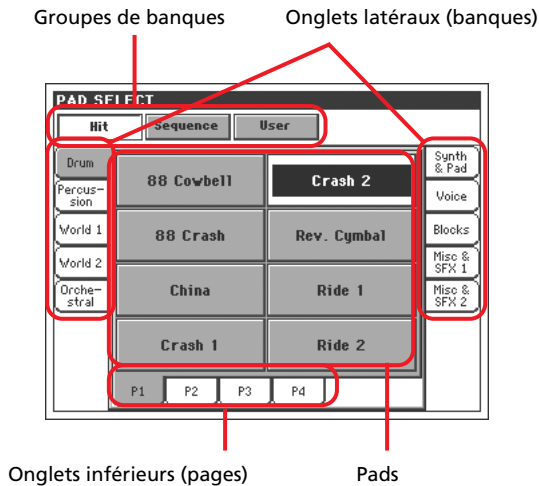 Groupes de banques
Onglets latéraux (banques)
PAD SELECT
Hit
Sequence
User
Drum
Percus-
sion
World 1
World 2
Orche-
stral
88 Cowbell
Crash 2
88 Crash
Rev. Cymbal
China
Ride 1
Crash 1
Ride 2
Synth
& Pad
Voice
Blocks
Misc &
SFX 1
Misc &
SFX 2
P1
P2
P3
P4
Onglets inférieurs (pages)
Pads